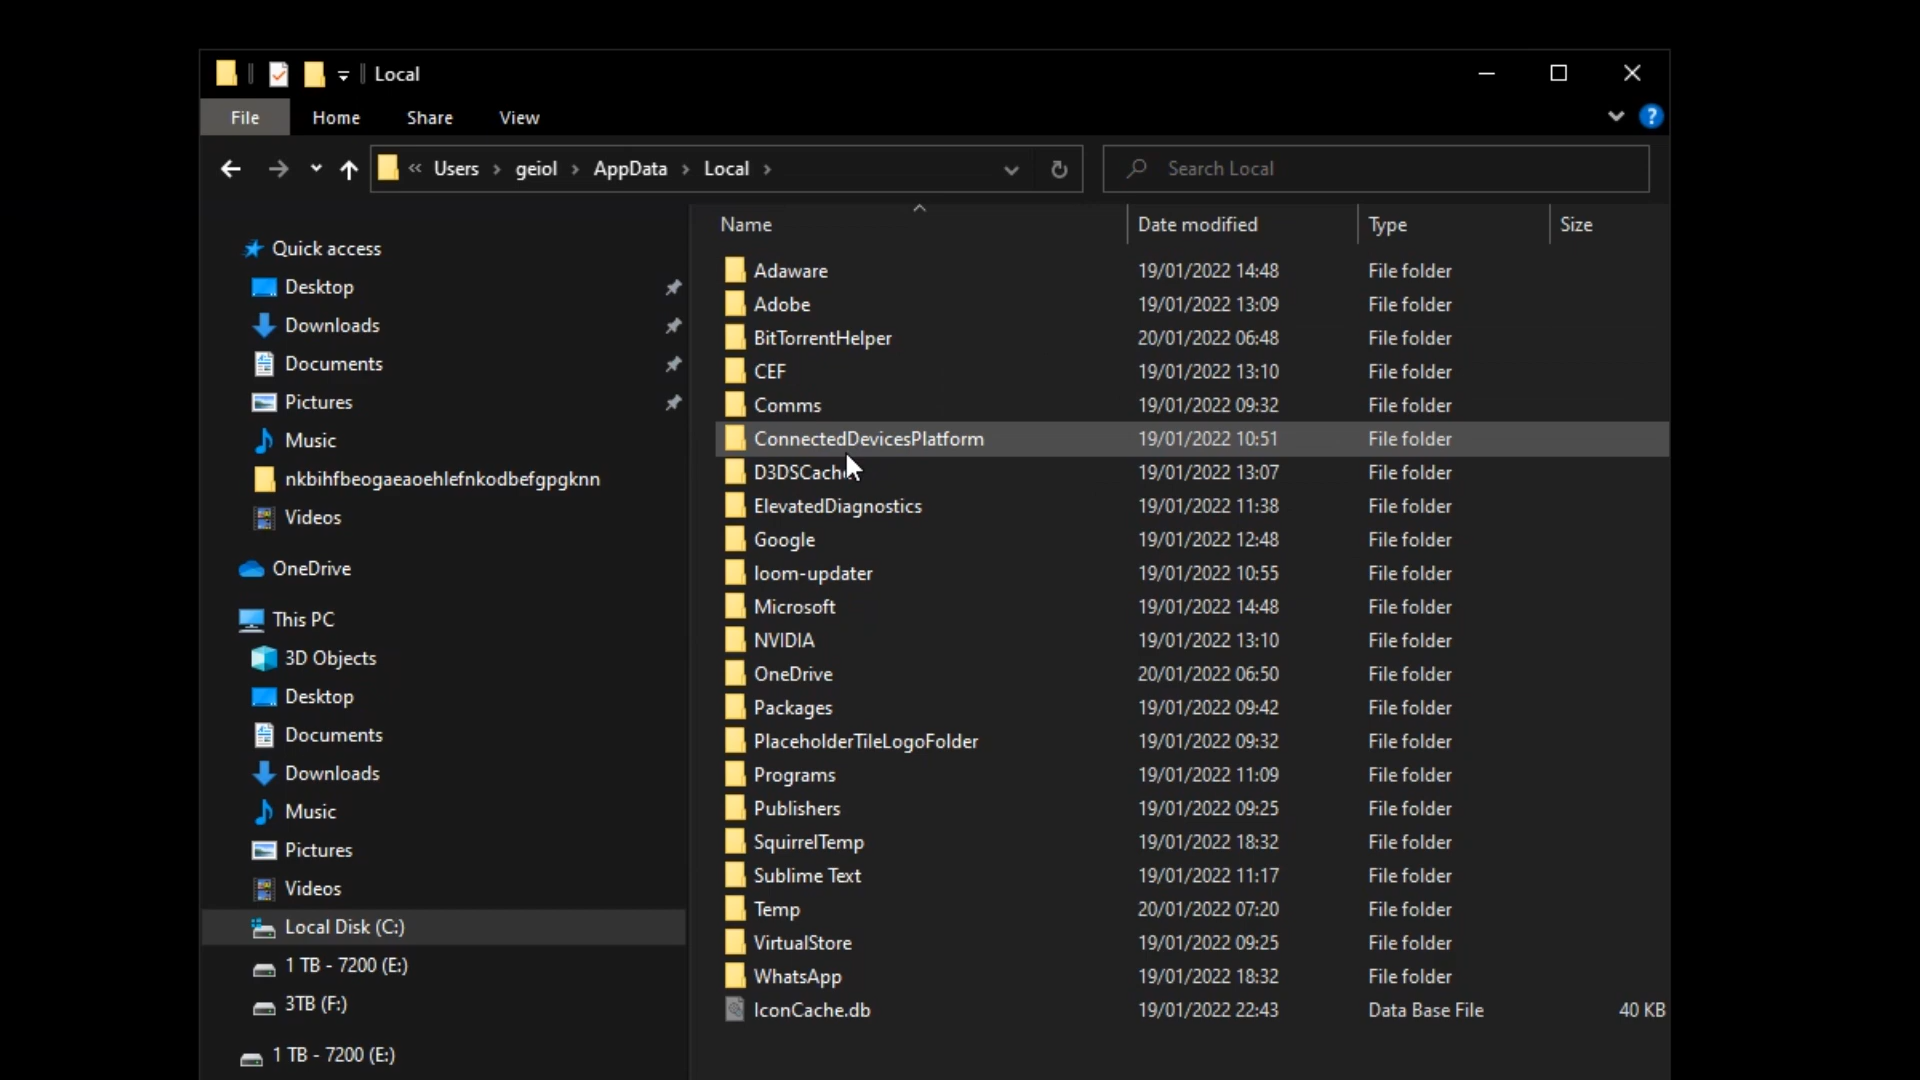 Local
File Home Share View
Users geiol AppData Local Search Local
Quick access
Desktop
Downloads
Documents
Pictures
Music
nkbihfbeogaeaoehlefnkodbefgpgknn
Videos
OneDrive
This PC
3D Objects
Desktop
Documents
Downloads
Music
Pictures
Videos
Local Disk (C:)
1 TB - 7200 (E:)
3TB (F:)
1 TB - 7200 (E:)
Name Date modified Type Size
Adaware 19/01/2022 14:48 File folder
Adobe 19/01/2022 13:09 File folder
BitTorrentHelper 20/01/2022 06:48 File folder
CEF 19/01/2022 13:10 File folder
Comms 19/01/2022 09:32 File folder
ConnectedDevicesPlatform 19/01/2022 10:51 File folder
D3DSCache 19/01/2022 13:07 File folder
ElevatedDiagnostics 19/01/2022 11:38 File folder
Google 19/01/2022 12:48 File folder
loom-updater 19/01/2022 10:55 File folder
Microsoft 19/01/2022 14:48 File folder
NVIDIA 19/01/2022 13:10 File folder
OneDrive 20/01/2022 06:50 File folder
Packages 19/01/2022 09:42 File folder
PlaceholderTileLogoFolder 19/01/2022 09:32 File folder
Programs 19/01/2022 11:09 File folder
Publishers 19/01/2022 09:25 File folder
SquirrelTemp 19/01/2022 18:32 File folder
Sublime Text 19/01/2022 11:17 File folder
Temp 20/01/2022 07:20 File folder
VirtualStore 19/01/2022 09:25 File folder
WhatsApp 19/01/2022 18:32 File folder
IconCache.db 19/01/2022 22:43 Data Base File 40 KB